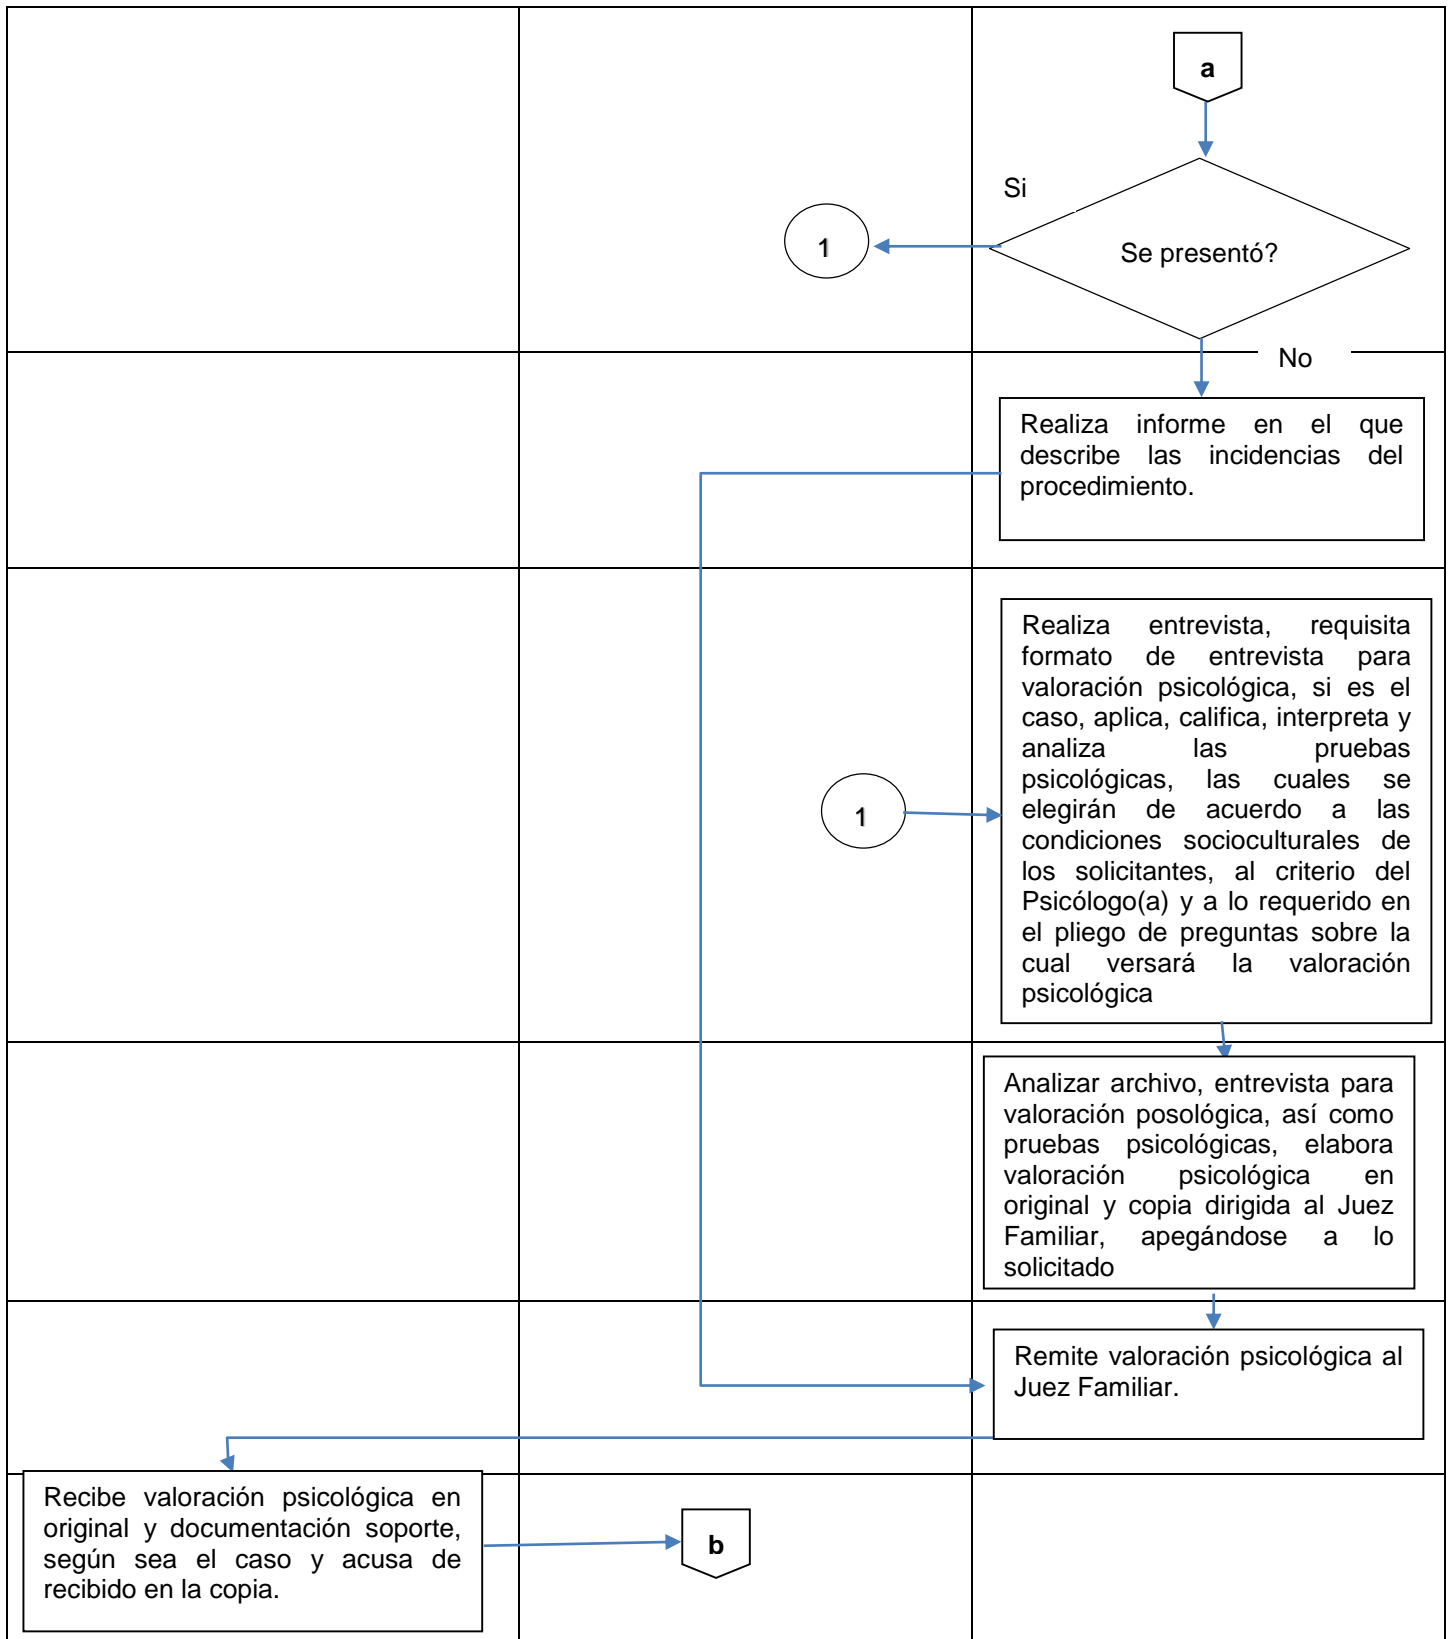 a
Si
1
Se presentó?
No
Realiza informe en el que
describe las incidencias del
procedimiento.
Realiza entrevista, requisita
formato de entrevista para
valoración psicológica, si es el
caso, aplica, califica, interpreta y
analiza las pruebas
psicológicas, las cuales se
elegirán de acuerdo a las
condiciones socioculturales de
los solicitantes, al criterio del
Psicólogo(a) y a lo requerido en
el pliego de preguntas sobre la
cual versará la valoración
psicológica
1
Analizar archivo, entrevista para
valoración posológica, así como
pruebas psicológicas, elabora
valoración psicológica en
original y copia dirigida al Juez
Familiar, apegándose a lo
solicitado
Remite valoración psicológica al
Juez Familiar.
Recibe valoración psicológica en
original y documentación soporte,
según sea el caso y acusa de
recibido en la copia.
b